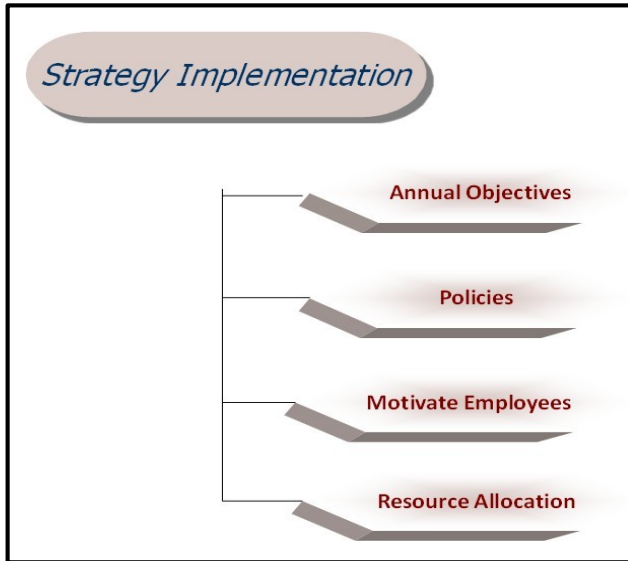 Strategy Implementation
Annual Objectives
Policies
Motivate Employees
Resource Allocation